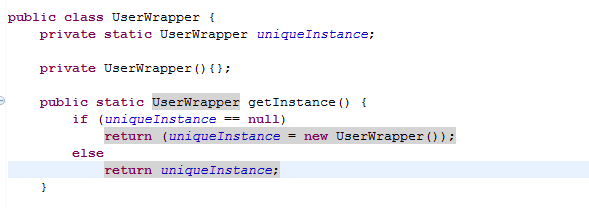 public class UserWrapper {
    private static UserWrapper uniqueInstance;
    private UserWrapper(){};
    public static UserWrapper getInstance() {
        if (uniqueInstance == null)
            return (uniqueInstance = new UserWrapper());
        else
            return uniqueInstance;
    }